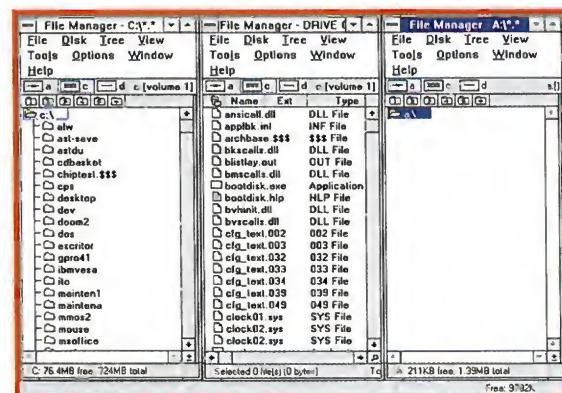 File Manager - C:\*.*
File Disk Tree View
Tools Options Window
Help
a c d c [volume 1]
c:\
alw
ast-save
astdu
cdbasket
chiptest.$$$
cps
desktop
dev
doom2
dos
escritor
gpro41
ibmvesa
ito
mainten1
maintena
mmos2
mouse
msoffice
C: 76.4MB free, 724MB total
File Manager - DRIVE C
File Disk Tree View
Tools Options Window
Help
a c d c [volume 1]
Name Ext Type
ansicall.dll DLL File
applbk.inf INF File
archbase.$$$ $$$ File
bkscalls.dll DLL File
blistlay.out OUT File
bmscalls.dll DLL File
bootdisk.exe Application
bootdisk.hlp HLP File
bvhinit.dll DLL File
bvscalls.dll DLL File
cfg_text.002 002 File
cfg_text.003 003 File
cfg_text.032 032 File
cfg_text.033 033 File
cfg_text.034 034 File
cfg_text.039 039 File
cfg_text.049 049 File
clock01.sys SYS File
clock02.sys SYS File
Selected 0 file(s) (0 bytes) To
File Manager - A:\*.*
File Disk Tree View
Tools Options Window
Help
a c d a:[]
a:\
A: 211KB free, 1.39MB total
Free: 9782K